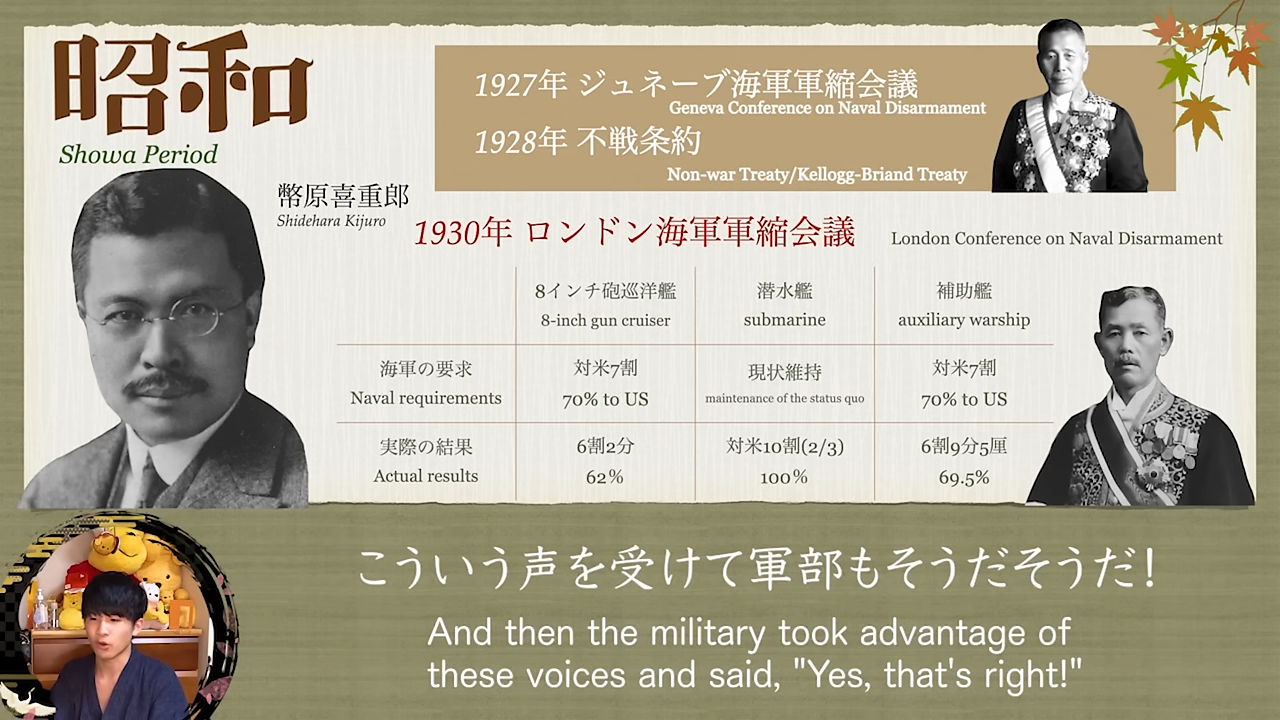 昭和
Showa Period
1927年 ジュネーブ海軍軍縮会議
Geneva Conference on Naval Disarmament
1928年 不戦条約
Non-war Treaty/Kellogg-Briand Treaty
幣原喜重郎
Shidehara Kijuro
1930年 ロンドン海軍軍縮会議
London Conference on Naval Disarmament
8インチ砲巡洋艦 潜水艦 補助艦
8-inch gun cruiser submarine auxiliary warship
海軍の要求 対米7割 現状維持 対米7割
Naval requirements 70% to US maintenance of the status quo 70% to US
実際の結果 6割2分 対米10割(2/3) 6割9分5厘
Actual results 62% 100% 69.5%
こういう声を受けて軍部もそうだそうだ!
And then the military took advantage of
these voices and said, "Yes, that's right!"